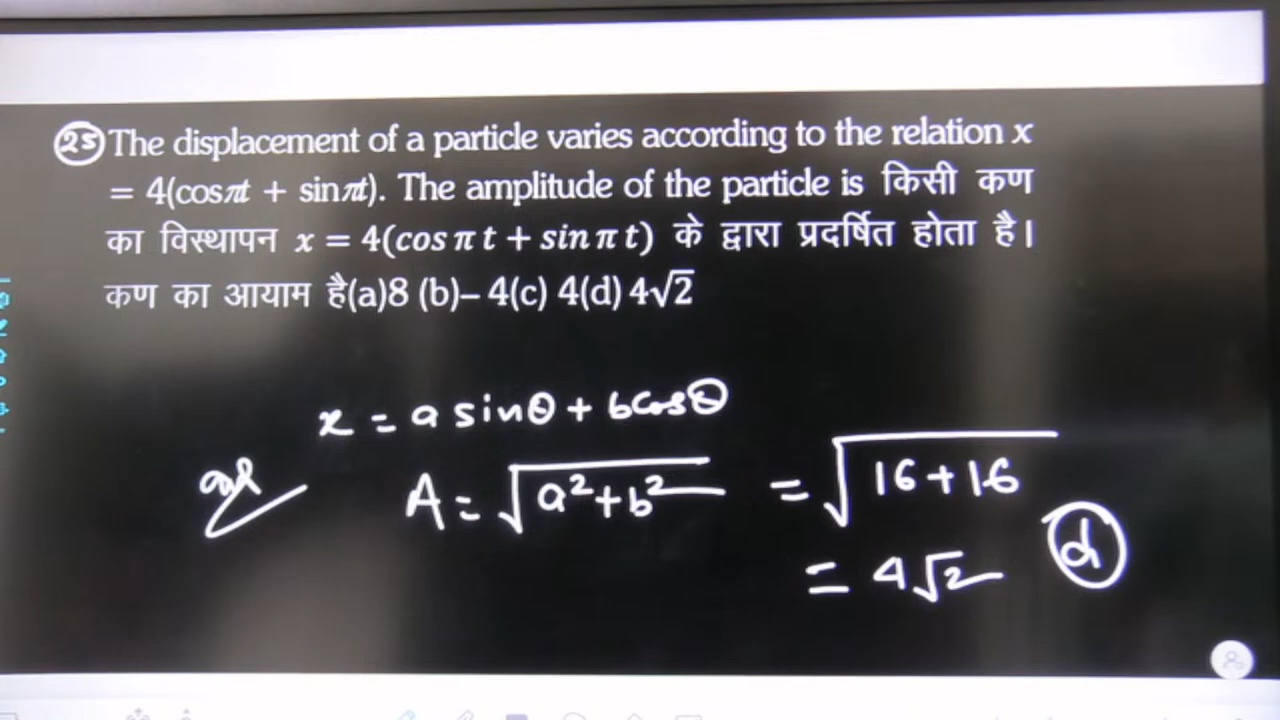 25 The displacement of a particle varies according to the relation x
= 4(cosπt + sinπt). The amplitude of the particle is किसी कण
का विस्थापन x = 4(cos π t + sin π t) के द्वारा प्रदर्षित होता है।
कण का आयाम है(a)8 (b)– 4(c) 4(d) 4√2
x = a sinθ + b cosθ
A = √a²+b² = √16+16
= 4√2 d